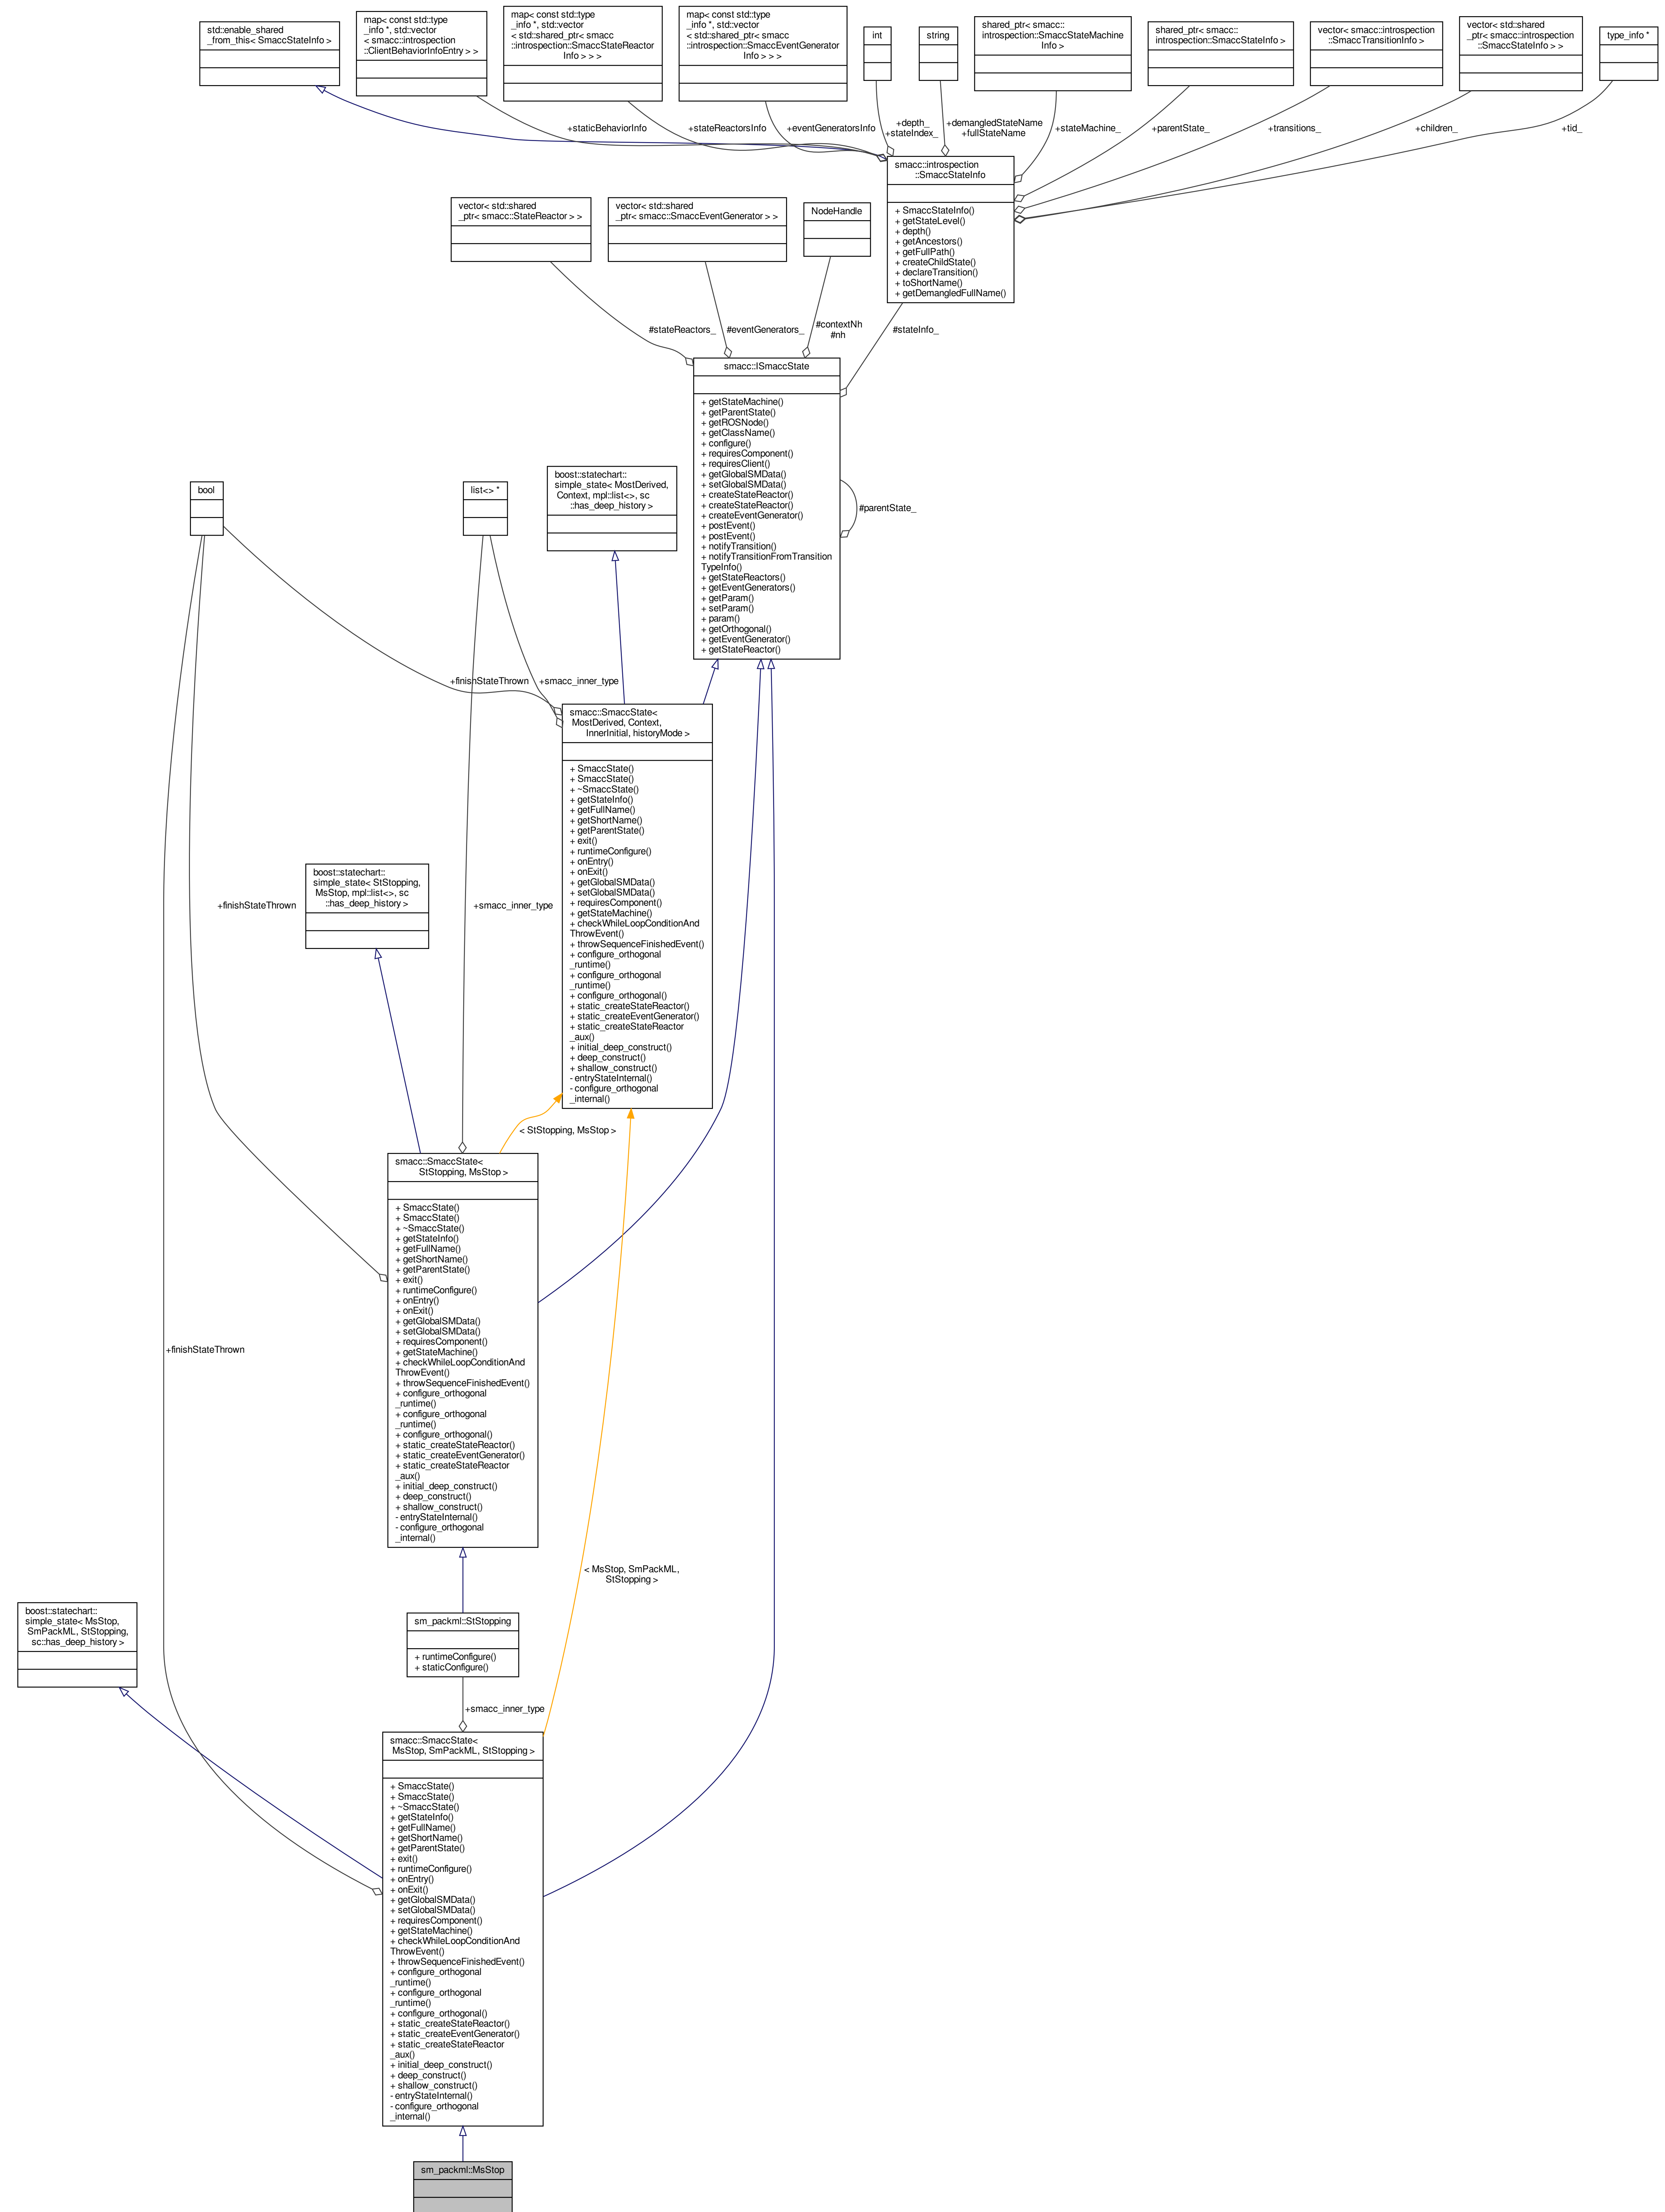 std::enable_shared
_from_this< SmaccStateInfo >
map< const std::type
_info *, std::vector
< smacc::introspection
::ClientBehaviorInfoEntry > >
map< const std::type
_info *, std::vector
< std::shared_ptr< smacc
::introspection::SmaccStateReactor
Info > > >
map< const std::type
_info *, std::vector
< std::shared_ptr< smacc
::introspection::SmaccEventGenerator
Info > > >
int
string
shared_ptr< smacc::
introspection::SmaccStateMachine
Info >
shared_ptr< smacc::
introspection::SmaccStateInfo >
vector< smacc::introspection
::SmaccTransitionInfo >
vector< std::shared
_ptr< smacc::introspection
::SmaccStateInfo > >
type_info *
+staticBehaviorInfo
+stateReactorsInfo
+eventGeneratorsInfo
+depth_
+stateIndex_
+demangledStateName
+fullStateName
+stateMachine_
+parentState_
+transitions_
+children_
+tid_
smacc::introspection
::SmaccStateInfo
+ SmaccStateInfo()
+ getStateLevel()
+ depth()
+ getAncestors()
+ getFullPath()
+ createChildState()
+ declareTransition()
+ toShortName()
+ getDemangledFullName()
vector< std::shared
_ptr< smacc::StateReactor > >
vector< std::shared
_ptr< smacc::SmaccEventGenerator > >
NodeHandle
#stateReactors_
#eventGenerators_
#contextNh
#nh
#stateInfo_
smacc::ISmaccState
+ getStateMachine()
+ getParentState()
+ getROSNode()
+ getClassName()
+ configure()
+ requiresComponent()
+ requiresClient()
+ getGlobalSMData()
+ setGlobalSMData()
+ createStateReactor()
+ createStateReactor()
+ createEventGenerator()
+ postEvent()
+ postEvent()
+ notifyTransition()
+ notifyTransitionFromTransition
TypeInfo()
+ getStateReactors()
+ getEventGenerators()
+ getParam()
+ setParam()
+ param()
+ getOrthogonal()
+ getEventGenerator()
+ getStateReactor()
#parentState_
bool
list<> *
boost::statechart::
simple_state< MostDerived,
Context, mpl::list<>, sc
::has_deep_history >
+finishStateThrown
+smacc_inner_type
smacc::SmaccState<
MostDerived, Context,
InnerInitial, historyMode >
+ SmaccState()
+ SmaccState()
+ ~SmaccState()
+ getStateInfo()
+ getFullName()
+ getShortName()
+ getParentState()
+ exit()
+ runtimeConfigure()
+ onEntry()
+ onExit()
+ getGlobalSMData()
+ setGlobalSMData()
+ requiresComponent()
+ getStateMachine()
+ checkWhileLoopConditionAnd
ThrowEvent()
+ throwSequenceFinishedEvent()
+ configure_orthogonal
_runtime()
+ configure_orthogonal
_runtime()
+ configure_orthogonal()
+ static_createStateReactor()
+ static_createEventGenerator()
+ static_createStateReactor
_aux()
+ initial_deep_construct()
+ deep_construct()
+ shallow_construct()
- entryStateInternal()
- configure_orthogonal
_internal()
boost::statechart::
simple_state< StStopping,
MsStop, mpl::list<>, sc
::has_deep_history >
+finishStateThrown
+smacc_inner_type
< StStopping, MsStop >
smacc::SmaccState<
StStopping, MsStop >
+ SmaccState()
+ SmaccState()
+ ~SmaccState()
+ getStateInfo()
+ getFullName()
+ getShortName()
+ getParentState()
+ exit()
+ runtimeConfigure()
+ onEntry()
+ onExit()
+ getGlobalSMData()
+ setGlobalSMData()
+ requiresComponent()
+ getStateMachine()
+ checkWhileLoopConditionAnd
ThrowEvent()
+ throwSequenceFinishedEvent()
+ configure_orthogonal
_runtime()
+ configure_orthogonal
_runtime()
+ configure_orthogonal()
+ static_createStateReactor()
+ static_createEventGenerator()
+ static_createStateReactor
_aux()
+ initial_deep_construct()
+ deep_construct()
+ shallow_construct()
- entryStateInternal()
- configure_orthogonal
_internal()
+finishStateThrown
< MsStop, SmPackML,
StStopping >
boost::statechart::
simple_state< MsStop,
SmPackML, StStopping,
sc::has_deep_history >
sm_packml::StStopping
+ runtimeConfigure()
+ staticConfigure()
+smacc_inner_type
smacc::SmaccState<
MsStop, SmPackML, StStopping >
+ SmaccState()
+ SmaccState()
+ ~SmaccState()
+ getStateInfo()
+ getFullName()
+ getShortName()
+ getParentState()
+ exit()
+ runtimeConfigure()
+ onEntry()
+ onExit()
+ getGlobalSMData()
+ setGlobalSMData()
+ requiresComponent()
+ getStateMachine()
+ checkWhileLoopConditionAnd
ThrowEvent()
+ throwSequenceFinishedEvent()
+ configure_orthogonal
_runtime()
+ configure_orthogonal
_runtime()
+ configure_orthogonal()
+ static_createStateReactor()
+ static_createEventGenerator()
+ static_createStateReactor
_aux()
+ initial_deep_construct()
+ deep_construct()
+ shallow_construct()
- entryStateInternal()
- configure_orthogonal
_internal()
sm_packml::MsStop